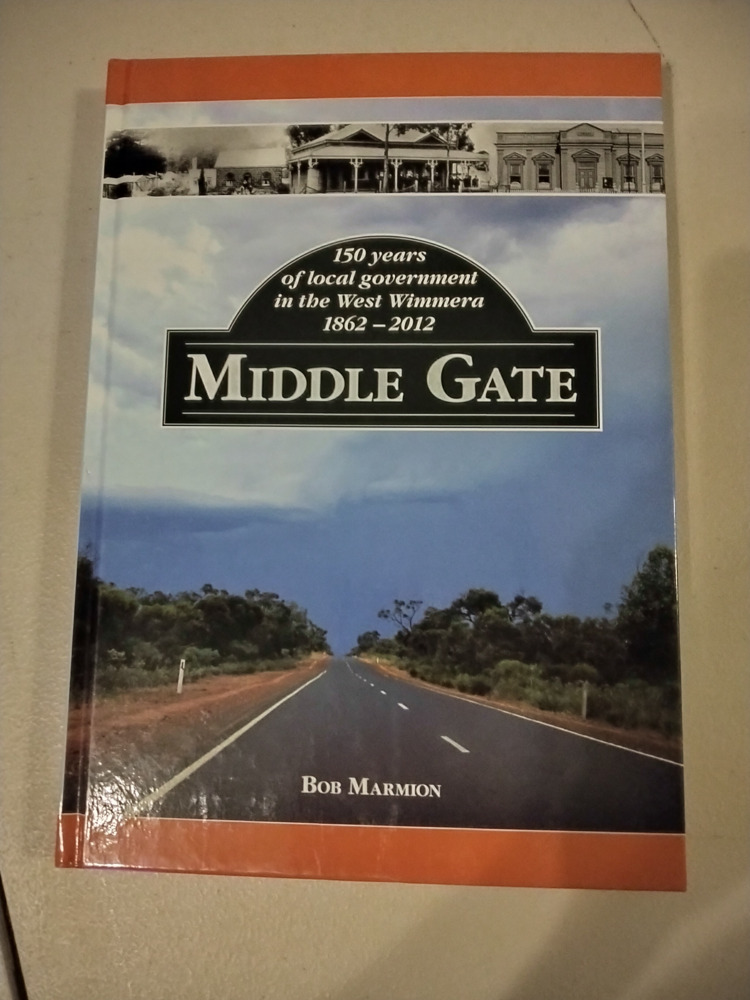 150 years
of local government
in the West Wimmera
1862 – 2012
MIDDLE GATE
BOB MARMION